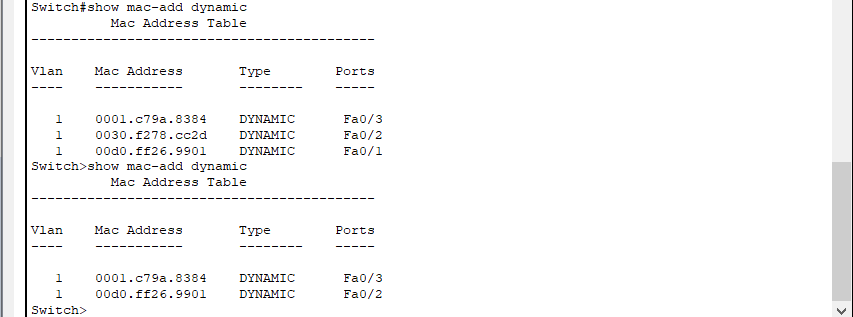 Switch#show mac-add dynamic
          Mac Address Table
-------------------------------------------

Vlan    Mac Address       Type        Ports
----    -----------       --------    -----

   1    0001.c79a.8384    DYNAMIC      Fa0/3
   1    0030.f278.cc2d    DYNAMIC      Fa0/2
   1    00d0.ff26.9901    DYNAMIC      Fa0/1
Switch>show mac-add dynamic
          Mac Address Table
-------------------------------------------

Vlan    Mac Address       Type        Ports
----    -----------       --------    -----

   1    0001.c79a.8384    DYNAMIC      Fa0/3
   1    00d0.ff26.9901    DYNAMIC      Fa0/2
Switch>